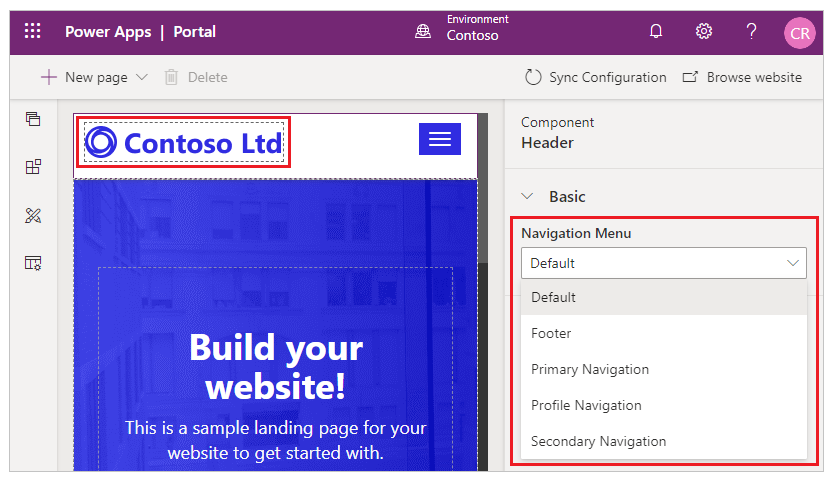 Power Apps | Portal
Environment
Contoso
CR
New page
Delete
Sync Configuration
Browse website
Contoso Ltd
Build your
website!
This is a sample landing page for your
website to get started with.
Component
Header
Basic
Navigation Menu
Default
Default
Footer
Primary Navigation
Profile Navigation
Secondary Navigation